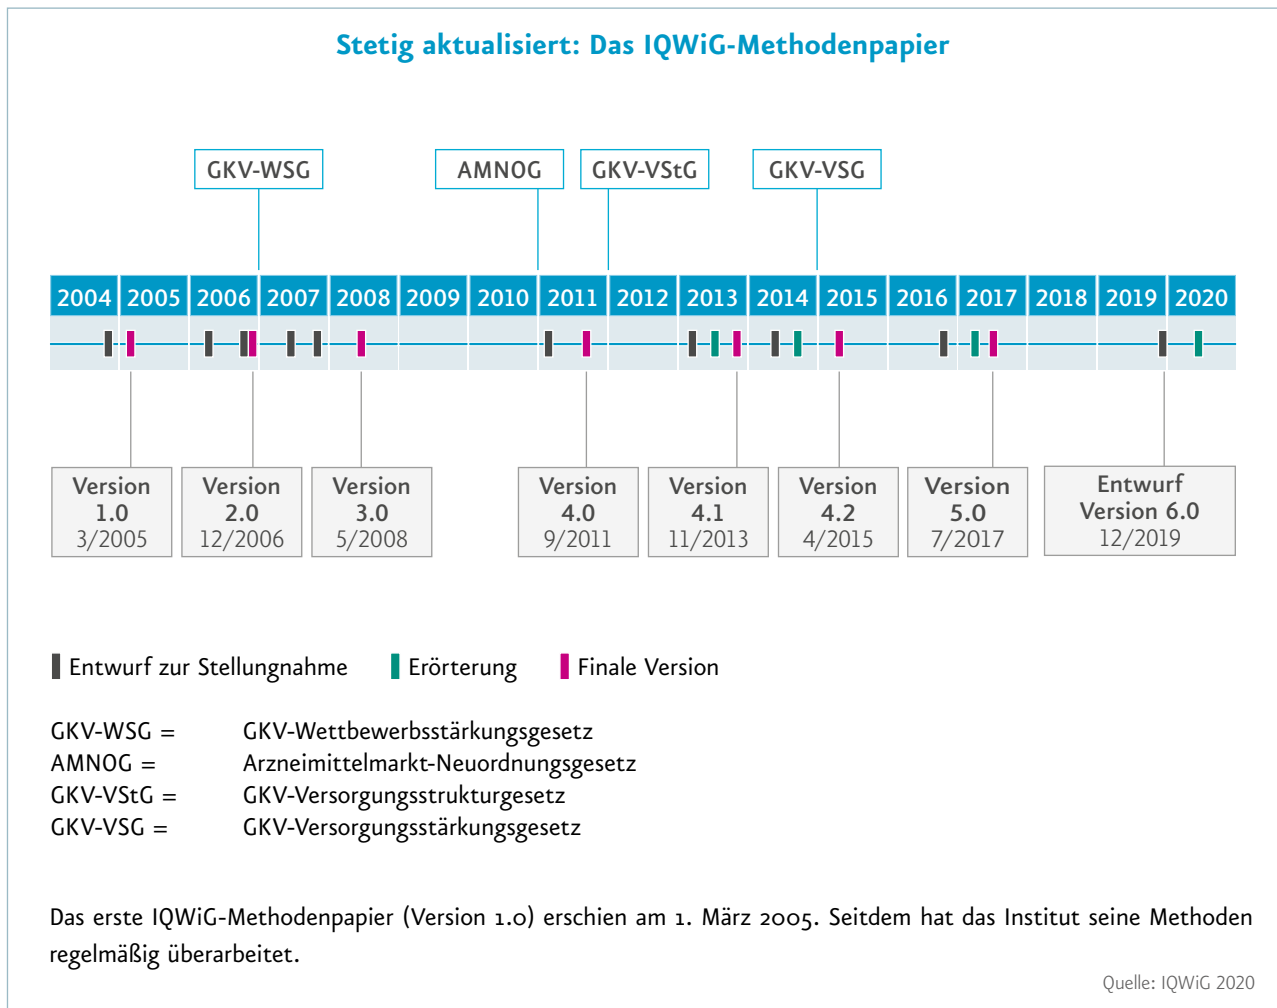 Stetig aktualisiert: Das IQWiG-Methodenpapier
GKV-WSG
AMNOG
GKV-VStG
GKV-VSG
2004 2005 2006 2007 2008 2009 2010 2011 2012 2013 2014 2015 2016 2017 2018 2019 2020
Version
1.0
3/2005
Version
2.0
12/2006
Version
3.0
5/2008
Version
4.0
9/2011
Version
4.1
11/2013
Version
4.2
4/2015
Version
5.0
7/2017
Entwurf
Version 6.0
12/2019
Entwurf zur Stellungnahme
Erörterung
Finale Version
GKV-WSG = GKV-Wettbewerbsstärkungsgesetz
AMNOG = Arzneimittelmarkt-Neuordnungsgesetz
GKV-VStG = GKV-Versorgungsstrukturgesetz
GKV-VSG = GKV-Versorgungsstärkungsgesetz
Das erste IQWiG-Methodenpapier (Version 1.0) erschien am 1. März 2005. Seitdem hat das Institut seine Methoden
regelmäßig überarbeitet.
Quelle: IQWiG 2020